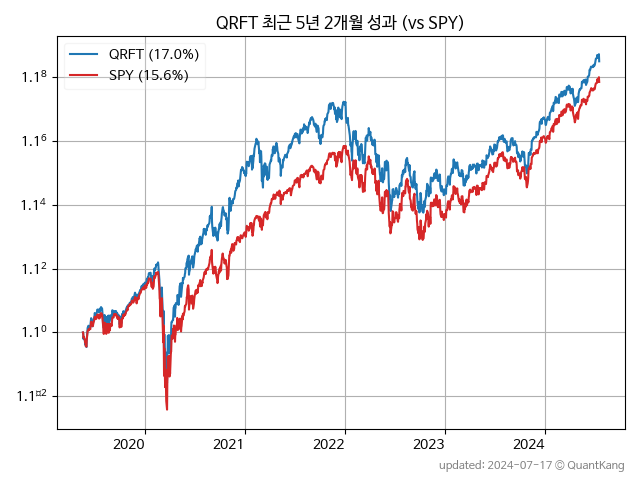 QRFT 최근 5년 2개월 성과 (vs SPY)
QRFT (17.0%)
SPY (15.6%)
1.1⁸
1.1⁶
1.1⁴
1.1²
1.1⁰
1.1¤²
2020 2021 2022 2023 2024
updated: 2024-07-17 © QuantKang